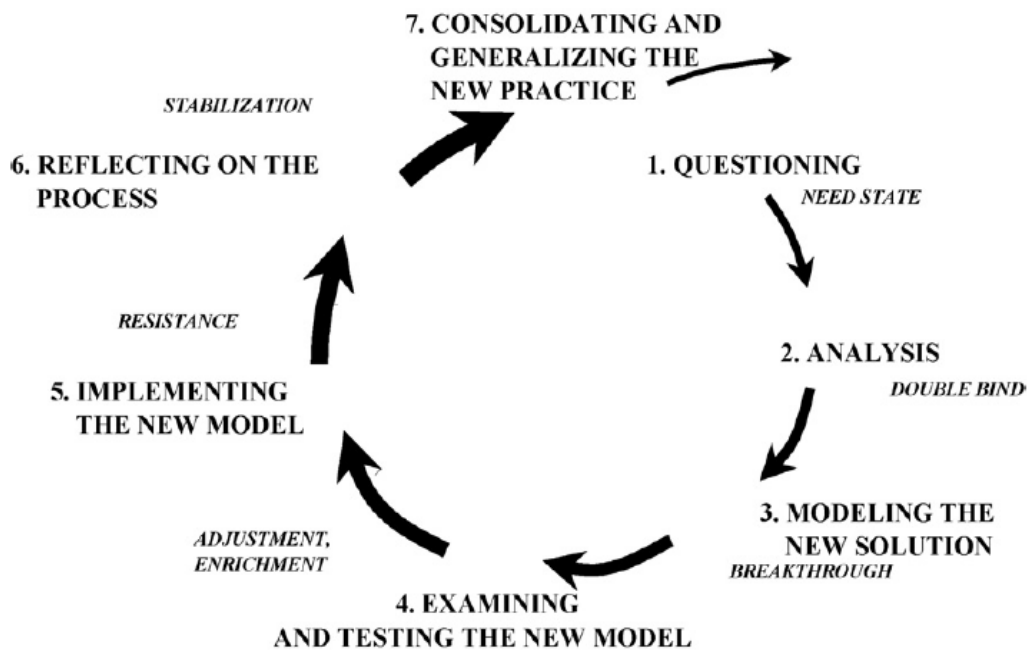 7. CONSOLIDATING AND
GENERALIZING THE
NEW PRACTICE
STABILIZATION
6. REFLECTING ON THE
PROCESS
1. QUESTIONING
NEED STATE
RESISTANCE
2. ANALYSIS
DOUBLE BIND
5. IMPLEMENTING
THE NEW MODEL
3. MODELING THE
NEW SOLUTION
BREAKTHROUGH
ADJUSTMENT,
ENRICHMENT
4. EXAMINING
AND TESTING THE NEW MODEL